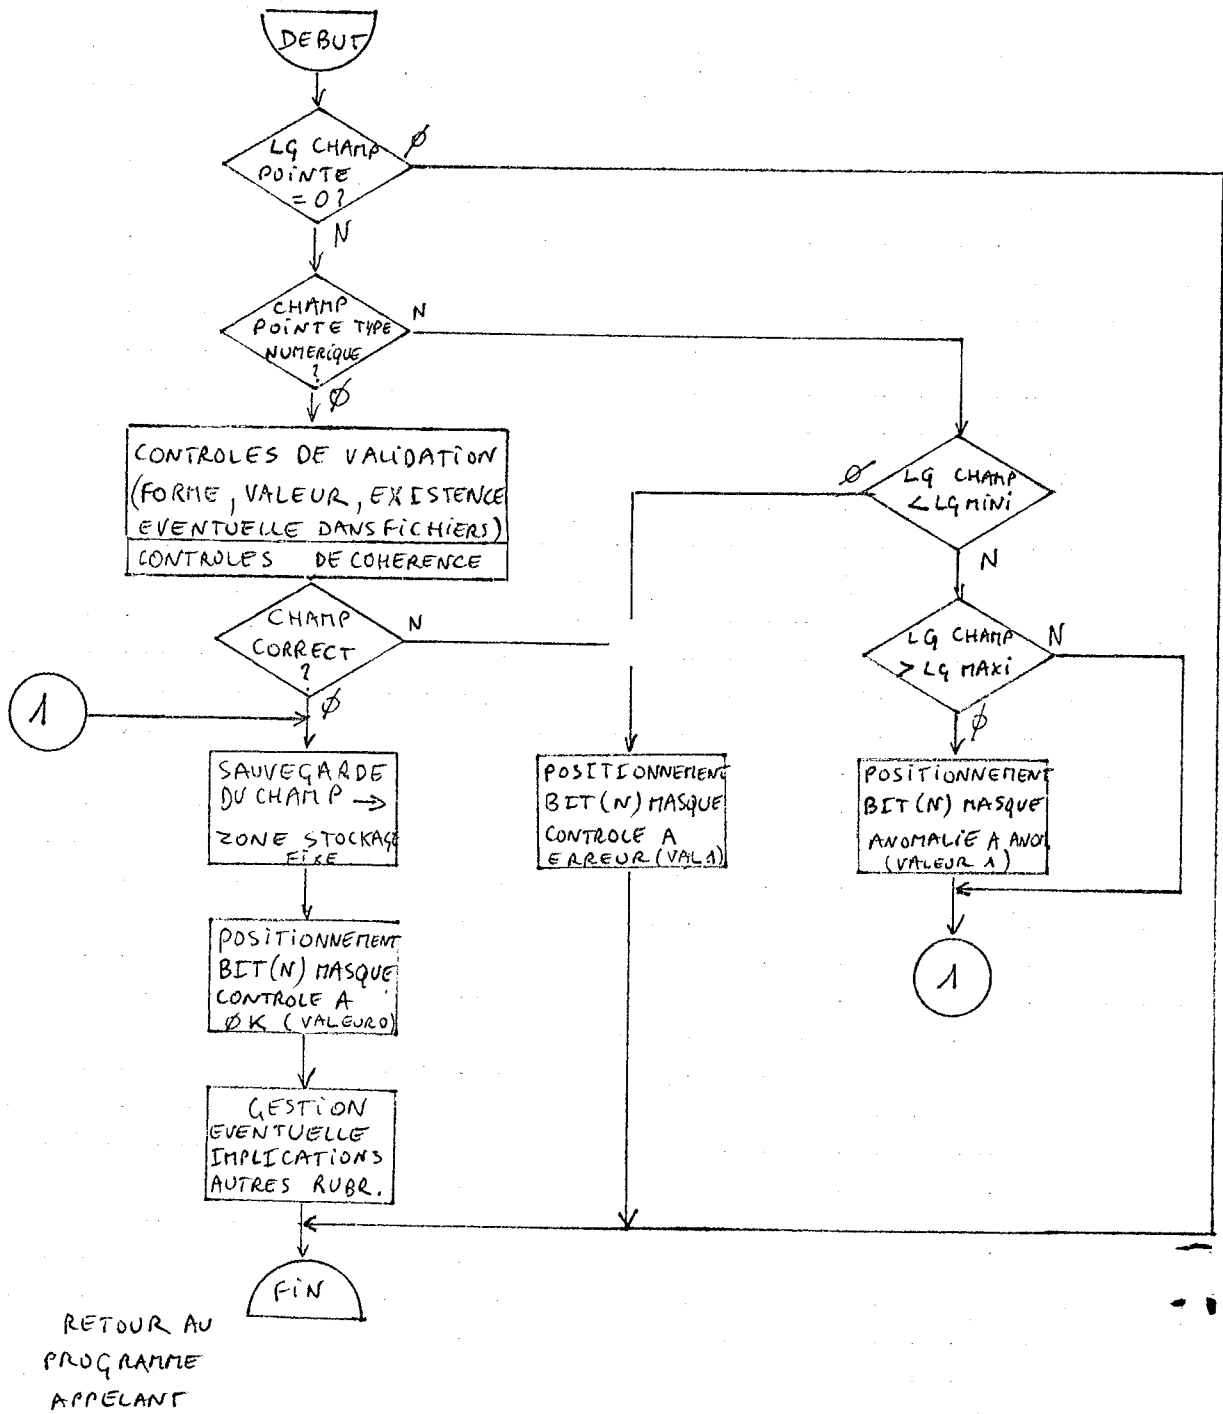 DEBUT
LG CHAMP
POINTE
= 0 ?
Ø
N
CHAMP
POINTE TYPE
NUMERIQUE
?
N
Ø
CONTROLES DE VALIDATION
(FORME, VALEUR, EXISTENCE
EVENTUELLE DANS FICHIERS)
CONTROLES DE COHERENCE
LG CHAMP
< LG MINI
Ø
N
CHAMP
CORRECT
?
N
Ø
LG CHAMP
> LG MAXI
N
Ø
1
SAUVEGARDE
DU CHAMP →
ZONE STOCKAGE
FIXE
POSITIONNEMENT
BIT(N) MASQUE
CONTROLE A
ERREUR (VAL 1)
POSITIONNEMENT
BIT(N) MASQUE
ANOMALIE A ANO
(VALEUR 1)
1
POSITIONNEMENT
BIT(N) MASQUE
CONTROLE A
ØK (VALEUR 0)
GESTION
EVENTUELLE
IMPLICATIONS
AUTRES RUBR.
FIN
RETOUR AU
PROGRAMME
APPELANT